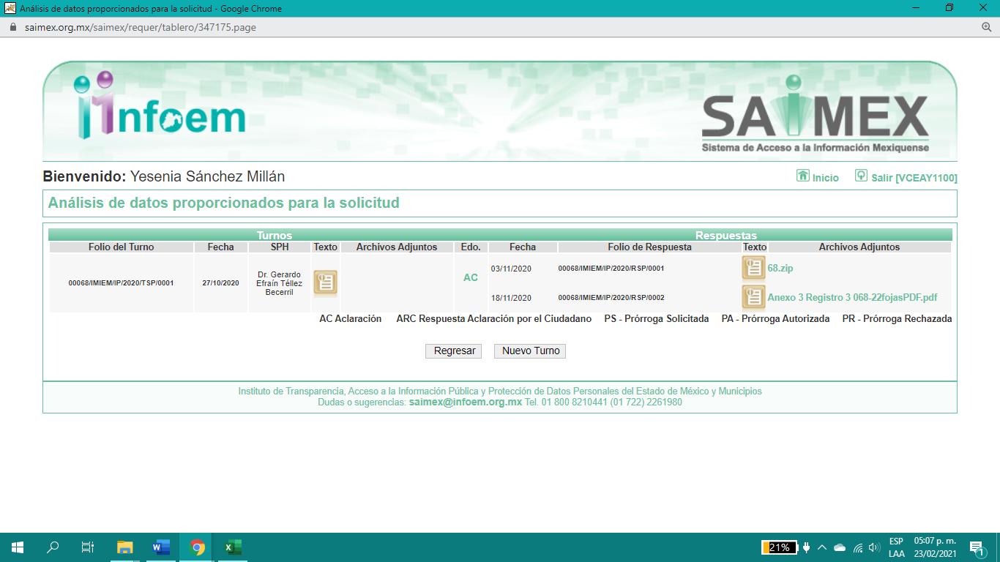 Análisis de datos proporcionados para la solicitud - Google Chrome
saimex.org.mx/saimex/requer/tablero/347175.page
infoem
SAIMEX
Sistema de Acceso a la Información Mexiquense
Bienvenido: Yesenia Sánchez Millán
Inicio Salir [VCEAY1100]
Análisis de datos proporcionados para la solicitud
Turnos Respuestas
Folio del Turno Fecha SPH Texto Archivos Adjuntos Edo. Fecha Folio de Respuesta Texto Archivos Adjuntos
00068/IMIEM/IP/2020/TSP/0001 27/10/2020 Dr. Gerardo
Efraín Téllez
Becerril
AC
03/11/2020 00068/IMIEM/IP/2020/RSP/0001 68.zip
18/11/2020 00068/IMIEM/IP/2020/RSP/0002 Anexo 3 Registro 3 068-22fojasPDF.pdf
AC Aclaración ARC Respuesta Aclaración por el Ciudadano PS - Prórroga Solicitada PA - Prórroga Autorizada PR - Prórroga Rechazada
Regresar Nuevo Turno
Instituto de Transparencia, Acceso a la Información Pública y Protección de Datos Personales del Estado de México y Municipios
Dudas o sugerencias: saimex@infoem.org.mx Tel. 01 800 8210441 (01 722) 2261980
21%
ESP
LAA
05:07 p. m.
23/02/2021
1